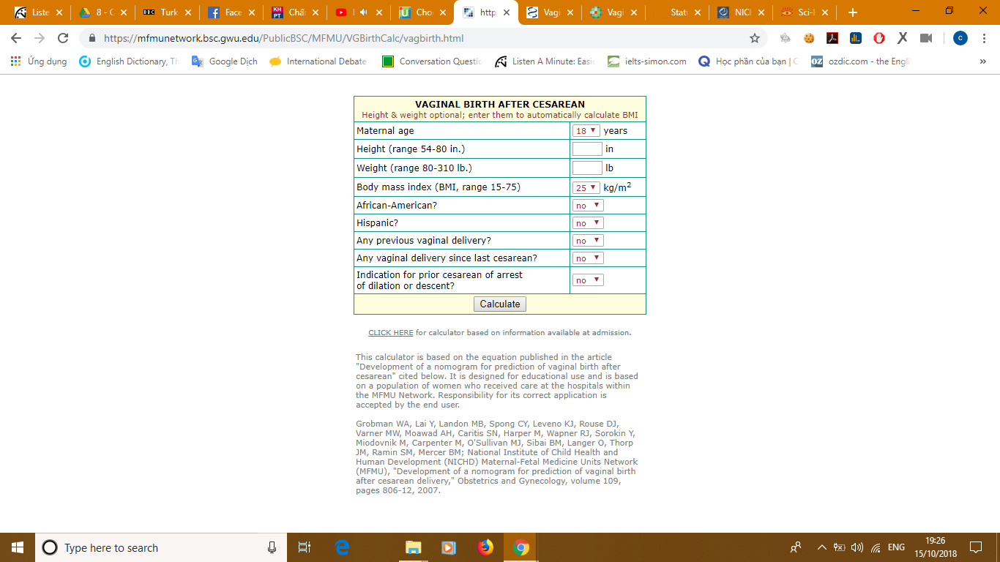 Liste
8 - C
BBC Turk
Face
KH PT Chấ
Choo
http
Vagi
Vagi
Stat
NICH
Sci-H
https://mfmunetwork.bsc.gwu.edu/PublicBSC/MFMU/VGBirthCalc/vagbirth.html
Ứng dụng
English Dictionary, Th
Google Dịch
International Debate
Conversation Questic
Listen A Minute: Easie
ielts-simon.com
Học phần của bạn | C
OZ ozdic.com - the Engli
»
VAGINAL BIRTH AFTER CESAREAN
Height & weight optional; enter them to automatically calculate BMI
Maternal age 18 years
Height (range 54-80 in.) in
Weight (range 80-310 lb.) lb
Body mass index (BMI, range 15-75) 25 kg/m²
African-American? no
Hispanic? no
Any previous vaginal delivery? no
Any vaginal delivery since last cesarean? no
Indication for prior cesarean of arrest
of dilation or descent? no
Calculate
CLICK HERE for calculator based on information available at admission.
This calculator is based on the equation published in the article
"Development of a nomogram for prediction of vaginal birth after
cesarean" cited below. It is designed for educational use and is based
on a population of women who received care at the hospitals within
the MFMU Network. Responsibility for its correct application is
accepted by the end user.
Grobman WA, Lai Y, Landon MB, Spong CY, Leveno KJ, Rouse DJ,
Varner MW, Moawad AH, Caritis SN, Harper M, Wapner RJ, Sorokin Y,
Miodovnik M, Carpenter M, O'Sullivan MJ, Sibai BM, Langer O, Thorp
JM, Ramin SM, Mercer BM; National Institute of Child Health and
Human Development (NICHD) Maternal-Fetal Medicine Units Network
(MFMU), "Development of a nomogram for prediction of vaginal birth
after cesarean delivery," Obstetrics and Gynecology, volume 109,
pages 806-12, 2007.
Type here to search
ENG
19:26
15/10/2018